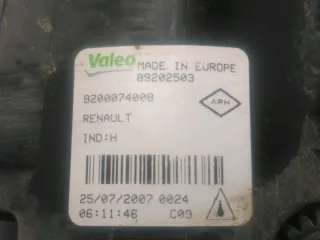 Valeo MADE IN EUROPE
89202503
8200074008
RENAULT
IND:H
25/07/2007 0024
06:11:46 C09